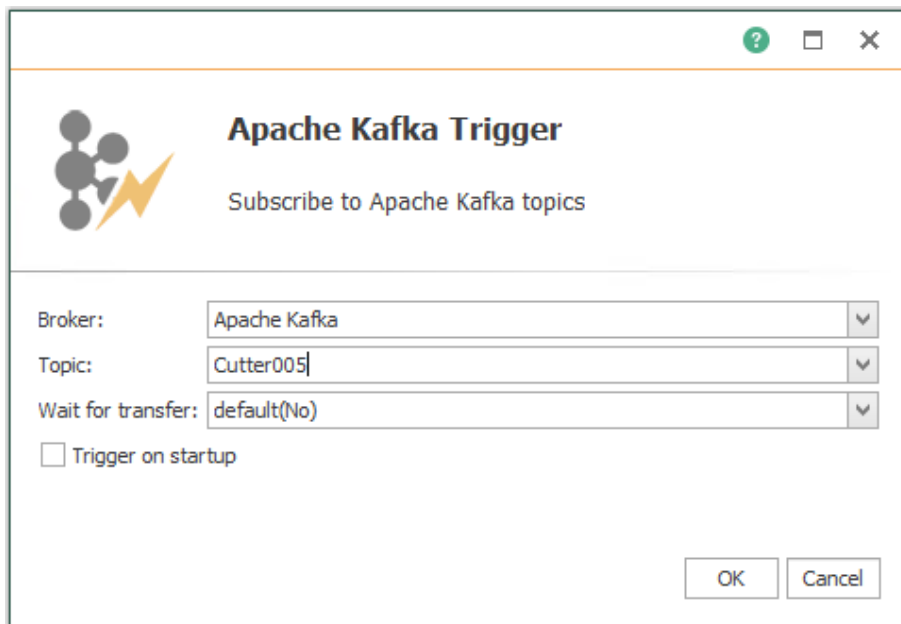 ?
Apache Kafka Trigger
Subscribe to Apache Kafka topics
Broker: Apache Kafka
Topic: Cutter005
Wait for transfer: default(No)
Trigger on startup
OK Cancel